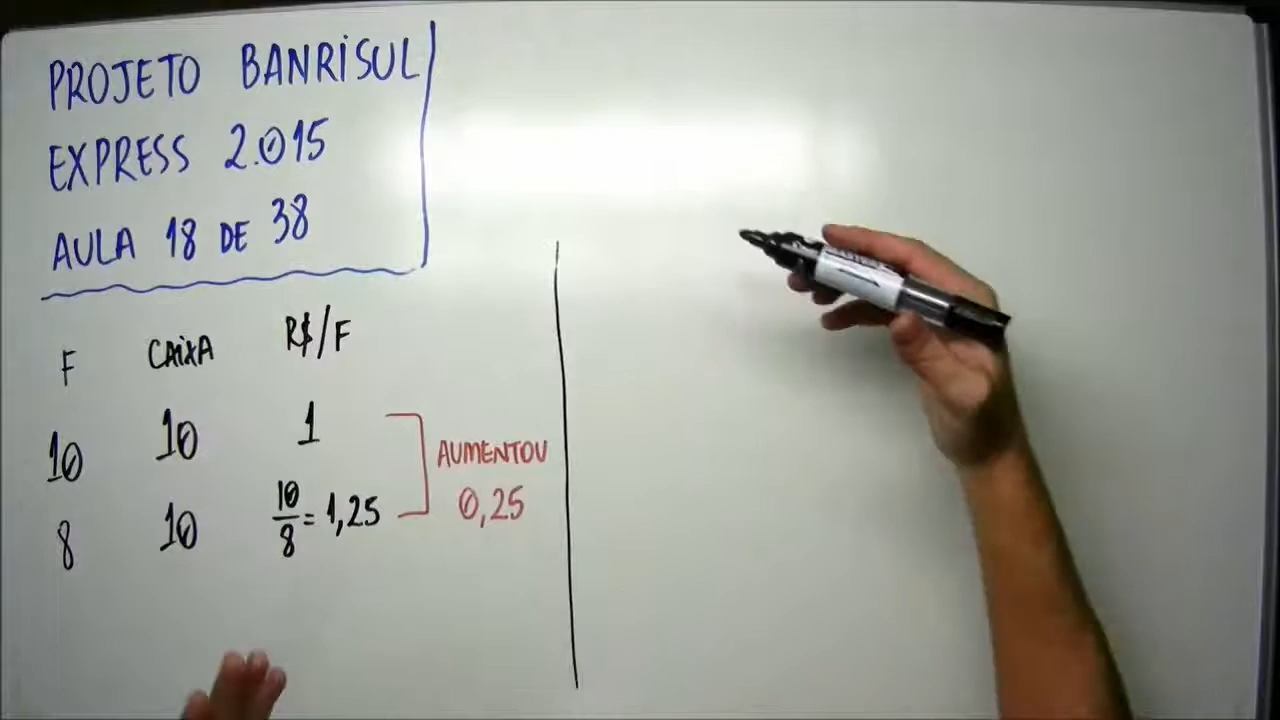 PROJETO BANRISUL
EXPRESS 2.015
AULA 18 DE 38
F CAIXA R$/F
10 10 1
8 10 10/8 = 1,25
AUMENTOU
0,25